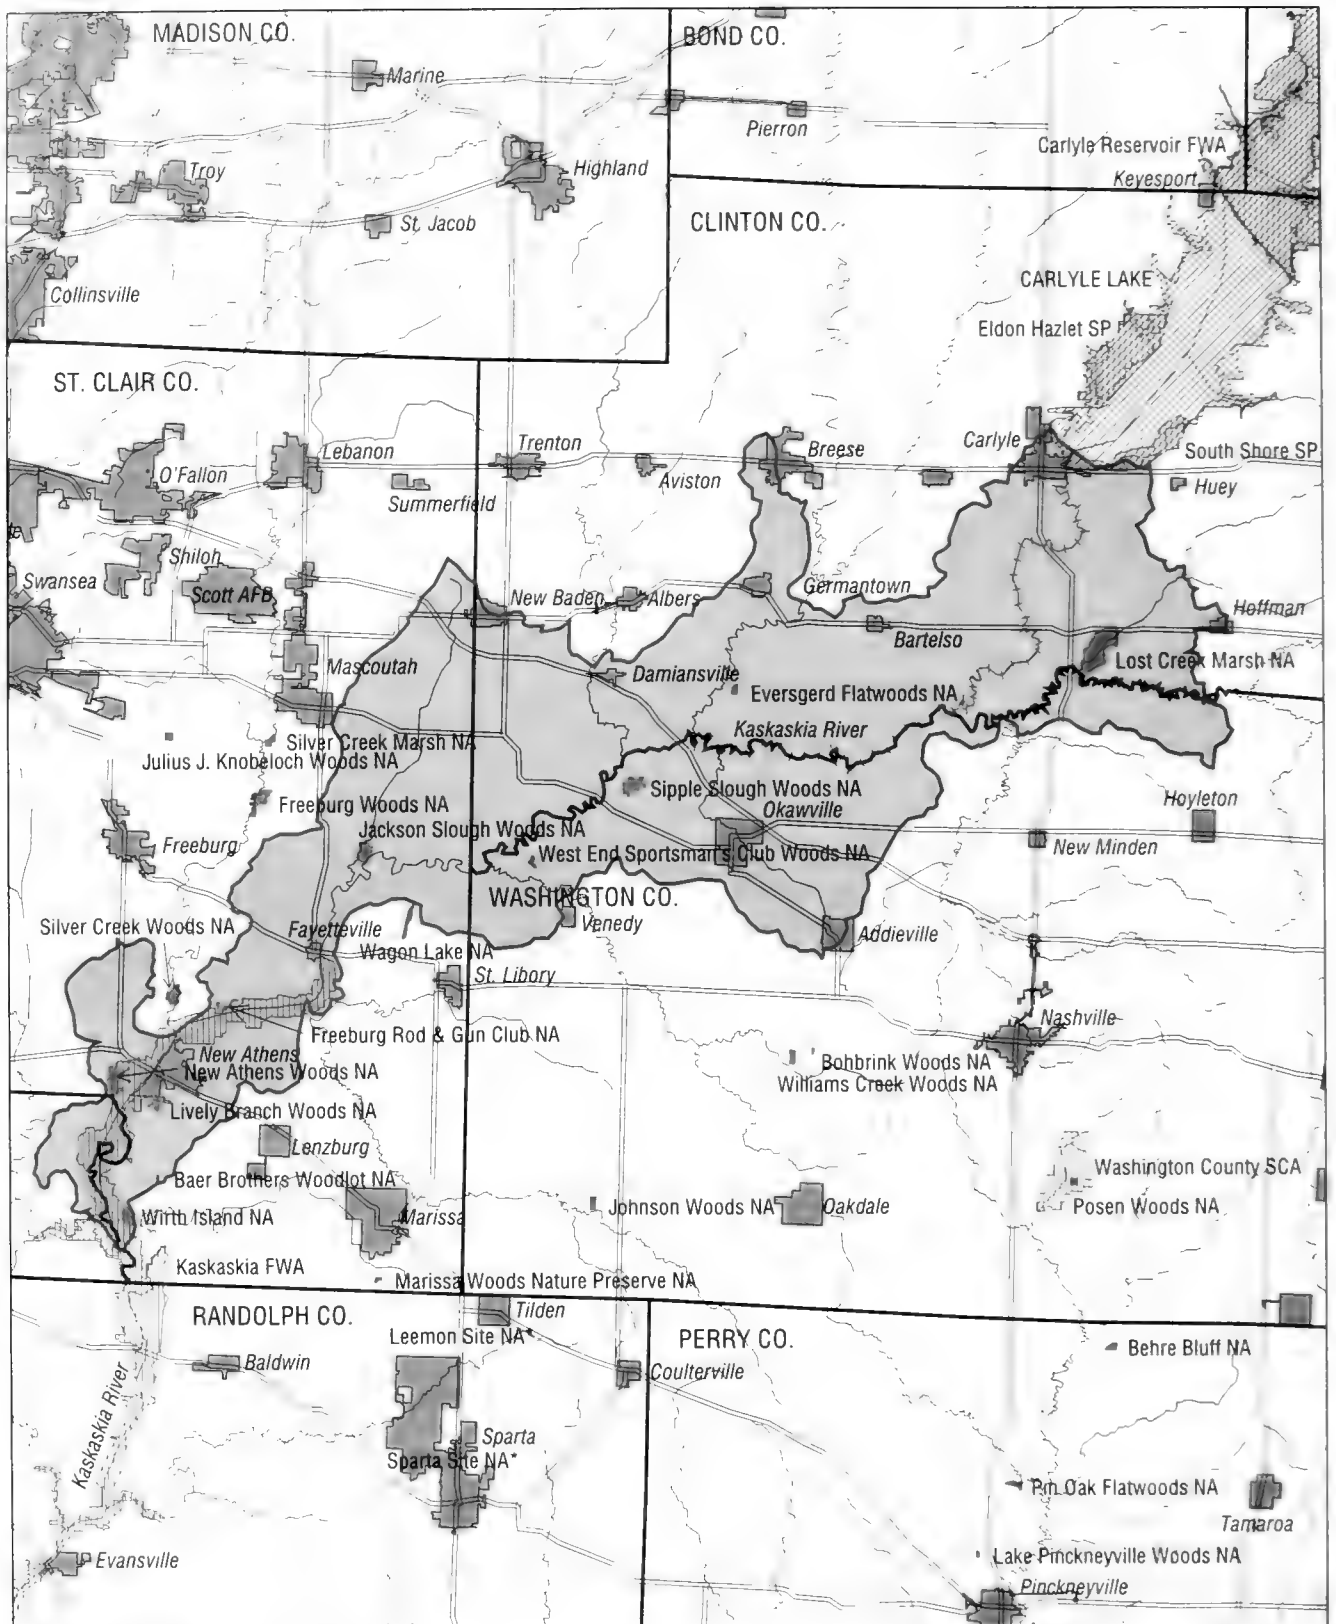 MADISON CO.
BOND CO.
Marine
Pierron
Carlyle Reservoir FWA
Troy
Highland
Keyesport
St. Jacob
CLINTON CO.
Collinsville
CARLYLE LAKE
Eldon Hazlet SP
ST. CLAIR CO.
Lebanon
Trenton
Breese
Carlyle
South Shore SP
O'Fallon
Aviston
Huey
Summerfield
Shiloh
Swansea
Scott AFB
New Baden
Albers
Germantown
Hoffman
Bartelso
Mascoutah
Damiansville
Lost Creek Marsh NA
Eversgerd Flatwoods NA
Kaskaskia River
Silver Creek Marsh NA
Julius J. Knobeloch Woods NA
Sipple Slough Woods NA
Freeburg Woods NA
Okawville
Hoyleton
Jackson Slough Woods NA
Freeburg
West End Sportsman's Club Woods NA
New Minden
WASHINGTON CO.
Silver Creek Woods NA
Fayetteville
Venedy
Addieville
Wagon Lake NA
St. Libory
Nashville
Freeburg Rod & Gun Club NA
New Athens
New Athens Woods NA
Bohbrink Woods NA
Williams Creek Woods NA
Lively Branch Woods NA
Lenzburg
Baer Brothers Woodlot NA
Washington County SCA
Johnson Woods NA
Oakdale
Posen Woods NA
Wirth Island NA
Marissa
Kaskaskia FWA
Marissa Woods Nature Preserve NA
RANDOLPH CO.
Tilden
Leemon Site NA*
PERRY CO.
Behre Bluff NA
Baldwin
Coulterville
Kaskaskia River
Sparta
Sparta Site NA*
Pin Oak Flatwoods NA
Tamaroa
Evansville
Lake Pinckneyville Woods NA
Pinckneyville